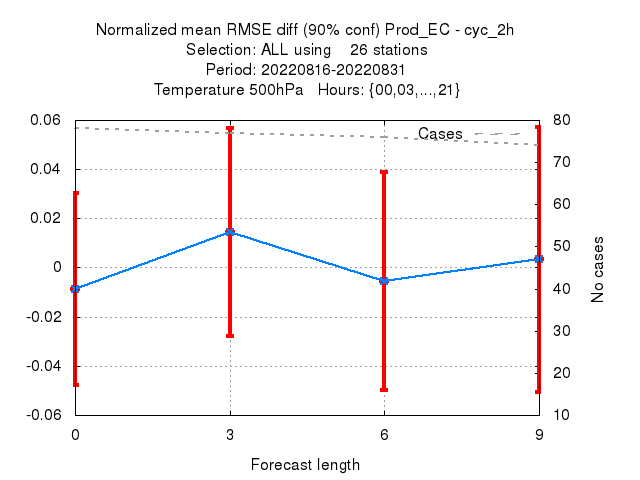 Normalized mean RMSE diff (90% conf) Prod_EC - cyc_2h
Selection: ALL using    26 stations
Period: 20220816-20220831
Temperature 500hPa   Hours: {00,03,...,21}
Cases
0.06
0.04
0.02
0
-0.02
-0.04
-0.06
80
70
60
50
40
30
20
10
No cases
0 3 6 9
Forecast length